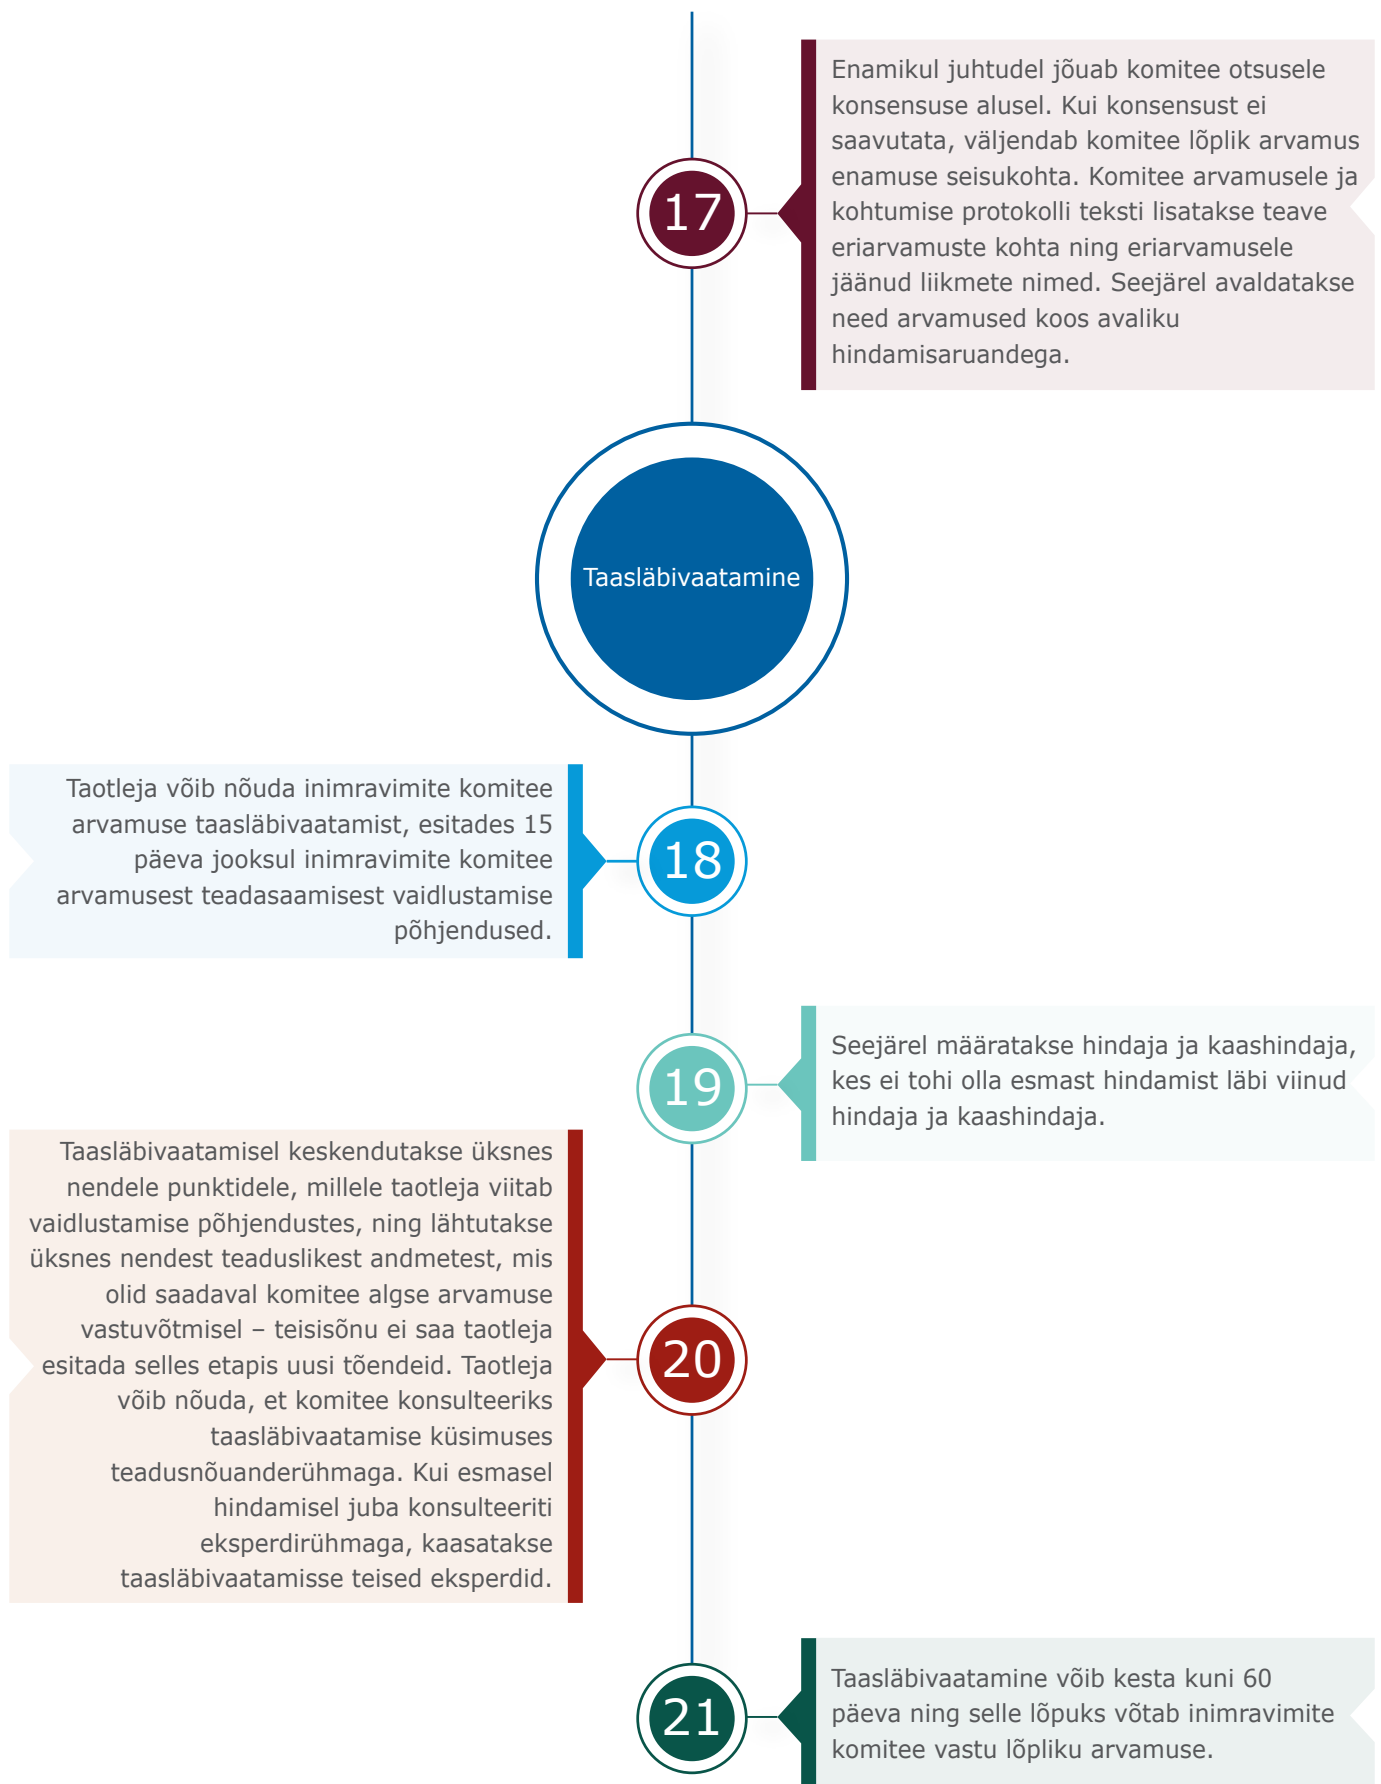 Enamikul juhtudel jõuab komitee otsusele
konsensuse alusel. Kui konsensust ei
saavutata, väljendab komitee lõplik arvamus
enamuse seisukohta. Komitee arvamusele ja
kohtumise protokolli teksti lisatakse teave
eriarvamuste kohta ning eriarvamusele
jäänud liikmete nimed. Seejärel avaldatakse
need arvamused koos avaliku
hindamisaruandega.
17
Taasläbivaatamine
Taotleja võib nõuda inimravimite komitee
arvamuse taasläbivaatamist, esitades 15
päeva jooksul inimravimite komitee
arvamusest teadasaamisest vaidlustamise
põhjendused.
18
Seejärel määratakse hindaja ja kaashindaja,
kes ei tohi olla esmast hindamist läbi viinud
hindaja ja kaashindaja.
19
Taasläbivaatamisel keskendutakse üksnes
nendele punktidele, millele taotleja viitab
vaidlustamise põhjendustes, ning lähtutakse
üksnes nendest teaduslikest andmetest, mis
olid saadaval komitee algse arvamuse
vastuvõtmisel – teisisõnu ei saa taotleja
esitada selles etapis uusi tõendeid. Taotleja
võib nõuda, et komitee konsulteeriks
taasläbivaatamise küsimuses
teadusnõuanderühmaga. Kui esmasel
hindamisel juba konsulteeriti
eksperdirühmaga, kaasatakse
taasläbivaatamisse teised eksperdid.
20
Taasläbivaatamine võib kesta kuni 60
päeva ning selle lõpuks võtab inimravimite
komitee vastu lõpliku arvamuse.
21